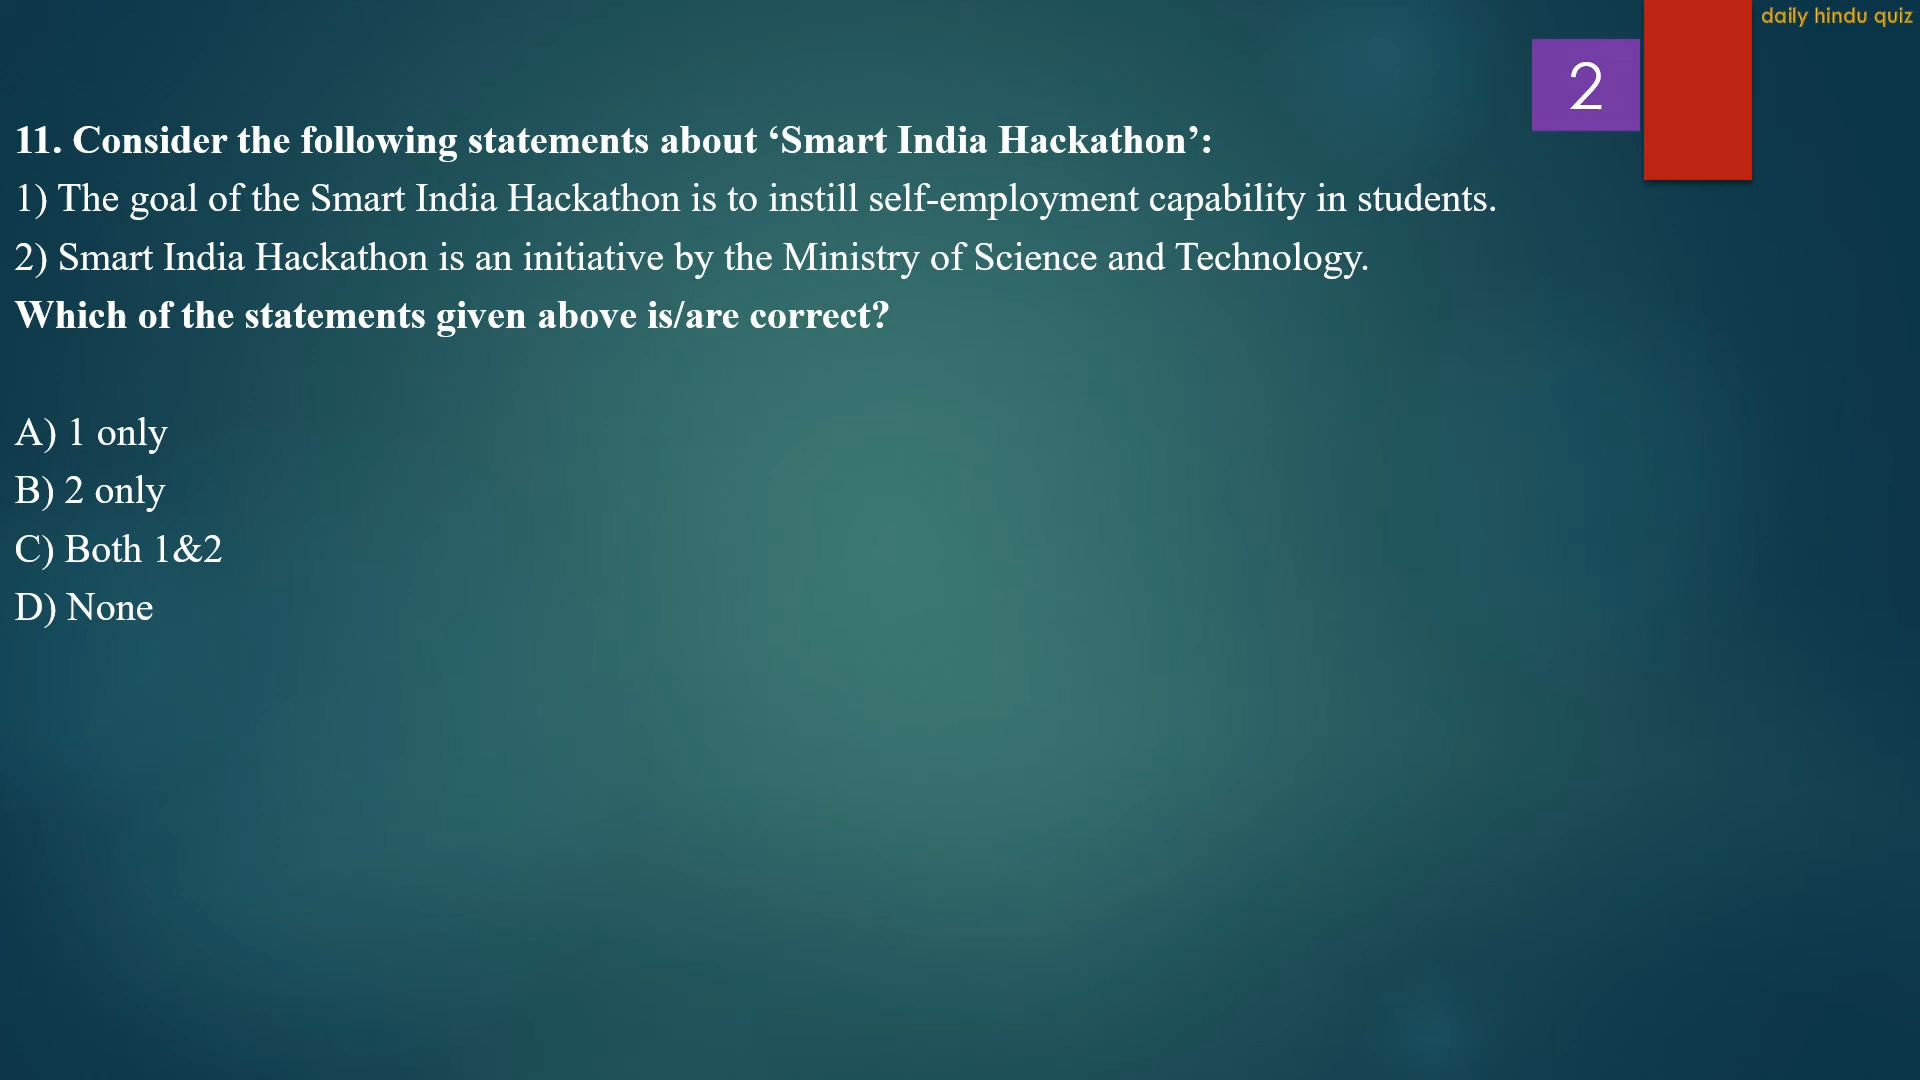 daily hindu quiz
2
11. Consider the following statements about ‘Smart India Hackathon’:
1) The goal of the Smart India Hackathon is to instill self-employment capability in students.
2) Smart India Hackathon is an initiative by the Ministry of Science and Technology.
Which of the statements given above is/are correct?
A) 1 only
B) 2 only
C) Both 1&2
D) None